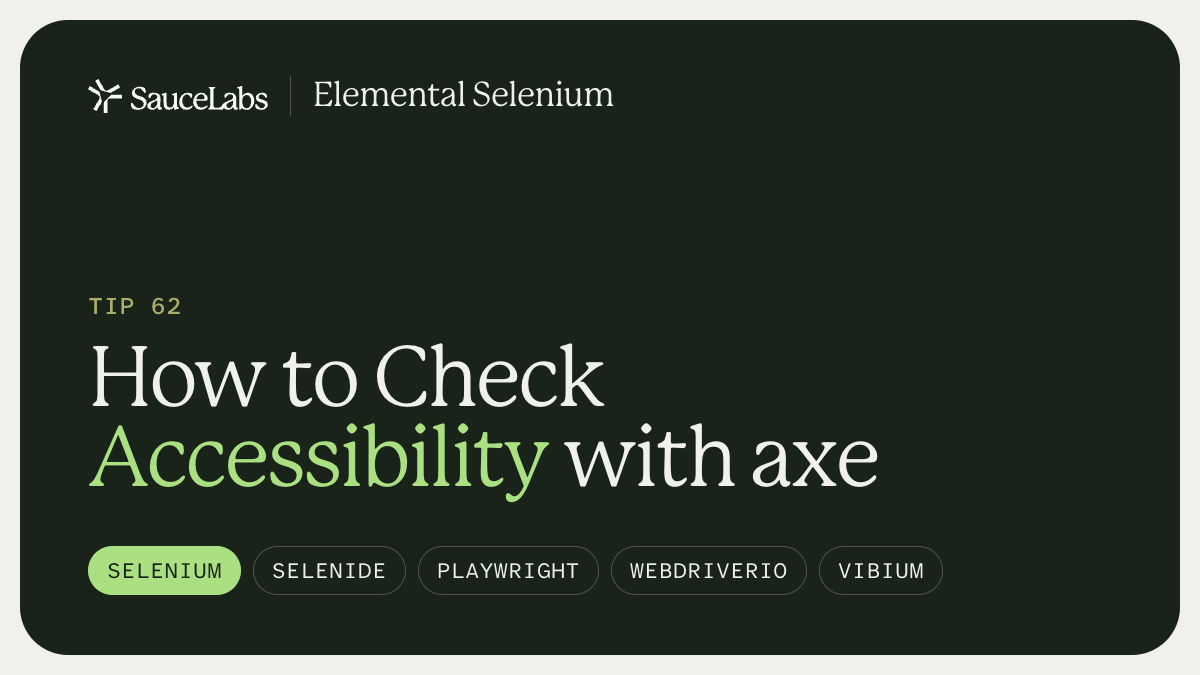 SauceLabs
Elemental Selenium
TIP 62
How to Check
Accessibility with axe
SELENIUM SELENIDE PLAYWRIGHT WEBDRIVERIO VIBIUM